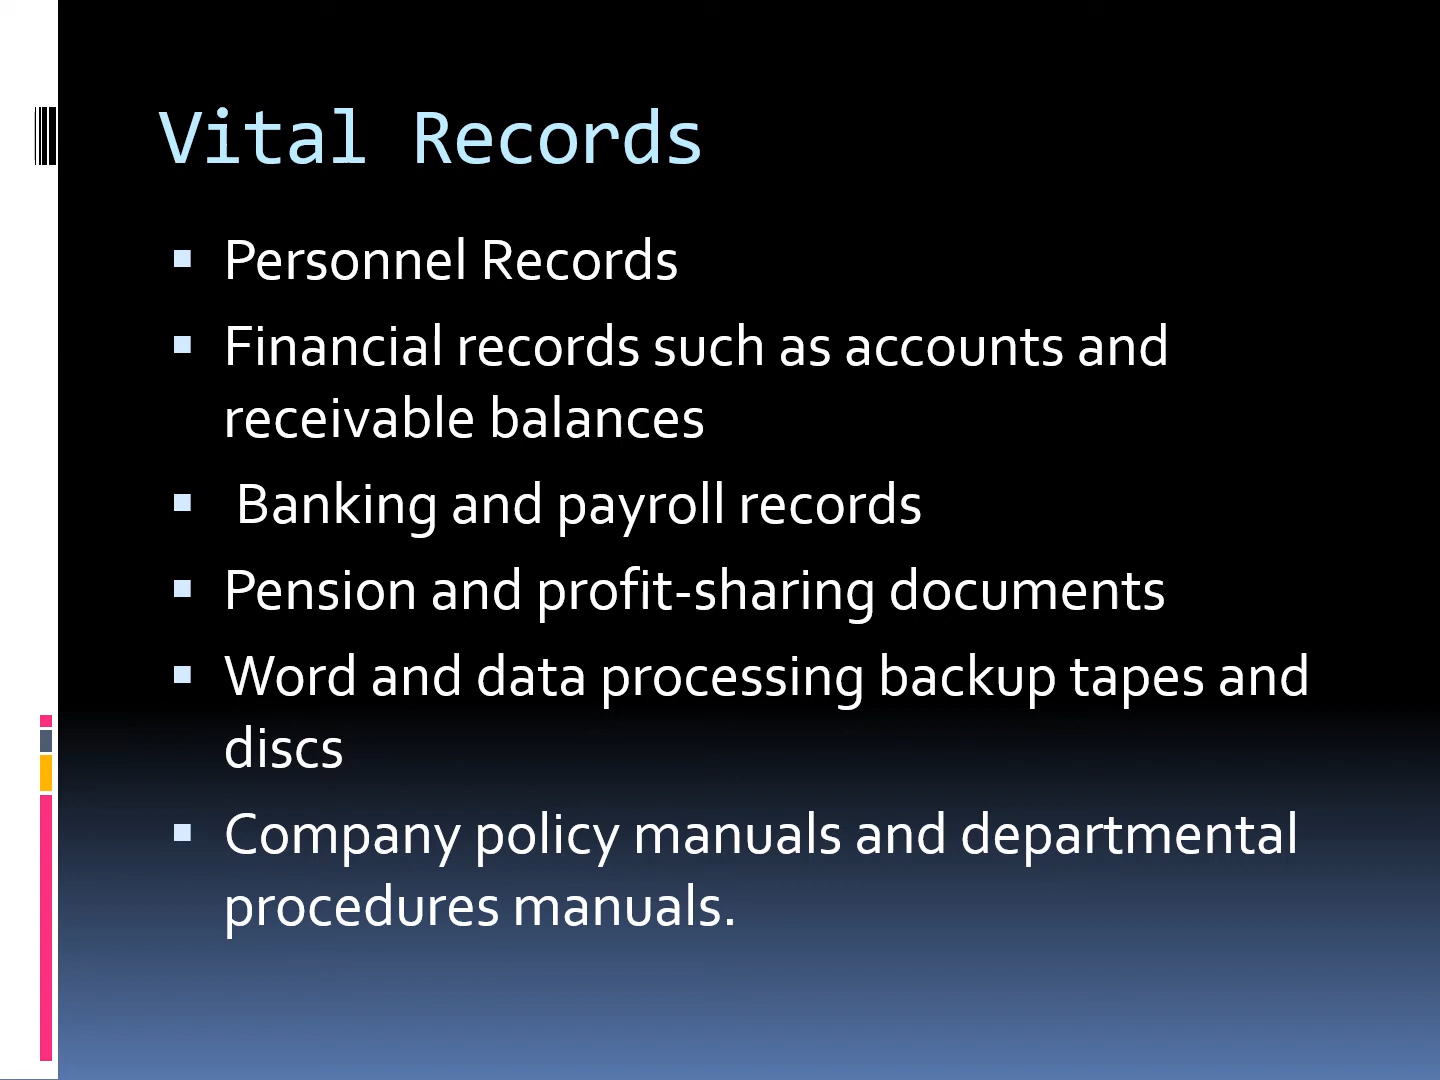 Vital Records
▪ Personnel Records
▪ Financial records such as accounts and
receivable balances
▪ Banking and payroll records
▪ Pension and profit-sharing documents
▪ Word and data processing backup tapes and
discs
▪ Company policy manuals and departmental
procedures manuals.